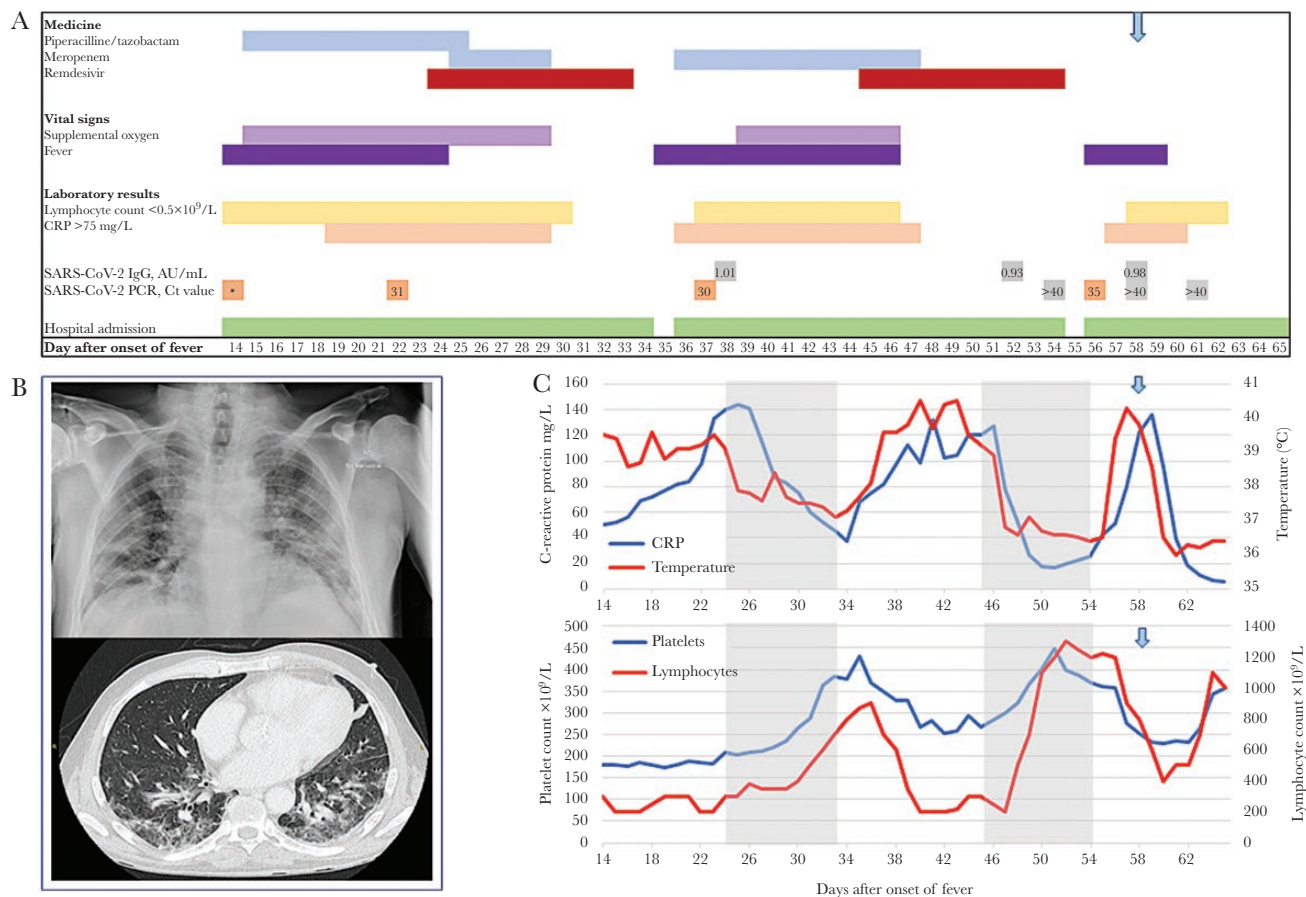 A
Medicine
Piperacilline/tazobactam
Meropenem
Remdesivir
Vital signs
Supplemental oxygen
Fever
Laboratory results
Lymphocyte count <0.5×10⁹/L
CRP >75 mg/L
SARS-CoV-2 IgG, AU/mL 1.01 0.93 0.98
SARS-CoV-2 PCR, Ct value * 31 30 >40 35 >40 >40
Hospital admission
Day after onset of fever 14 15 16 17 18 19 20 21 22 23 24 25 26 27 28 29 30 31 32 33 34 35 36 37 38 39 40 41 42 43 44 45 46 47 48 49 50 51 52 53 54 55 56 57 58 59 60 61 62 63 64 65
B
C
C-reactive protein mg/L
160
140
120
100
80
60
40
20
0
CRP
Temperature
41
40
39
38
37
36
35
Temperature (°C)
14 18 22 26 30 34 38 42 46 50 54 58 62
Platelet count ×10⁹/L
500
450
400
350
300
250
200
150
100
50
0
Platelets
Lymphocytes
1400
1200
1000
800
600
400
200
0
Lymphocyte count ×10⁹/L
14 18 22 26 30 34 38 42 46 50 54 58 62
Days after onset of fever